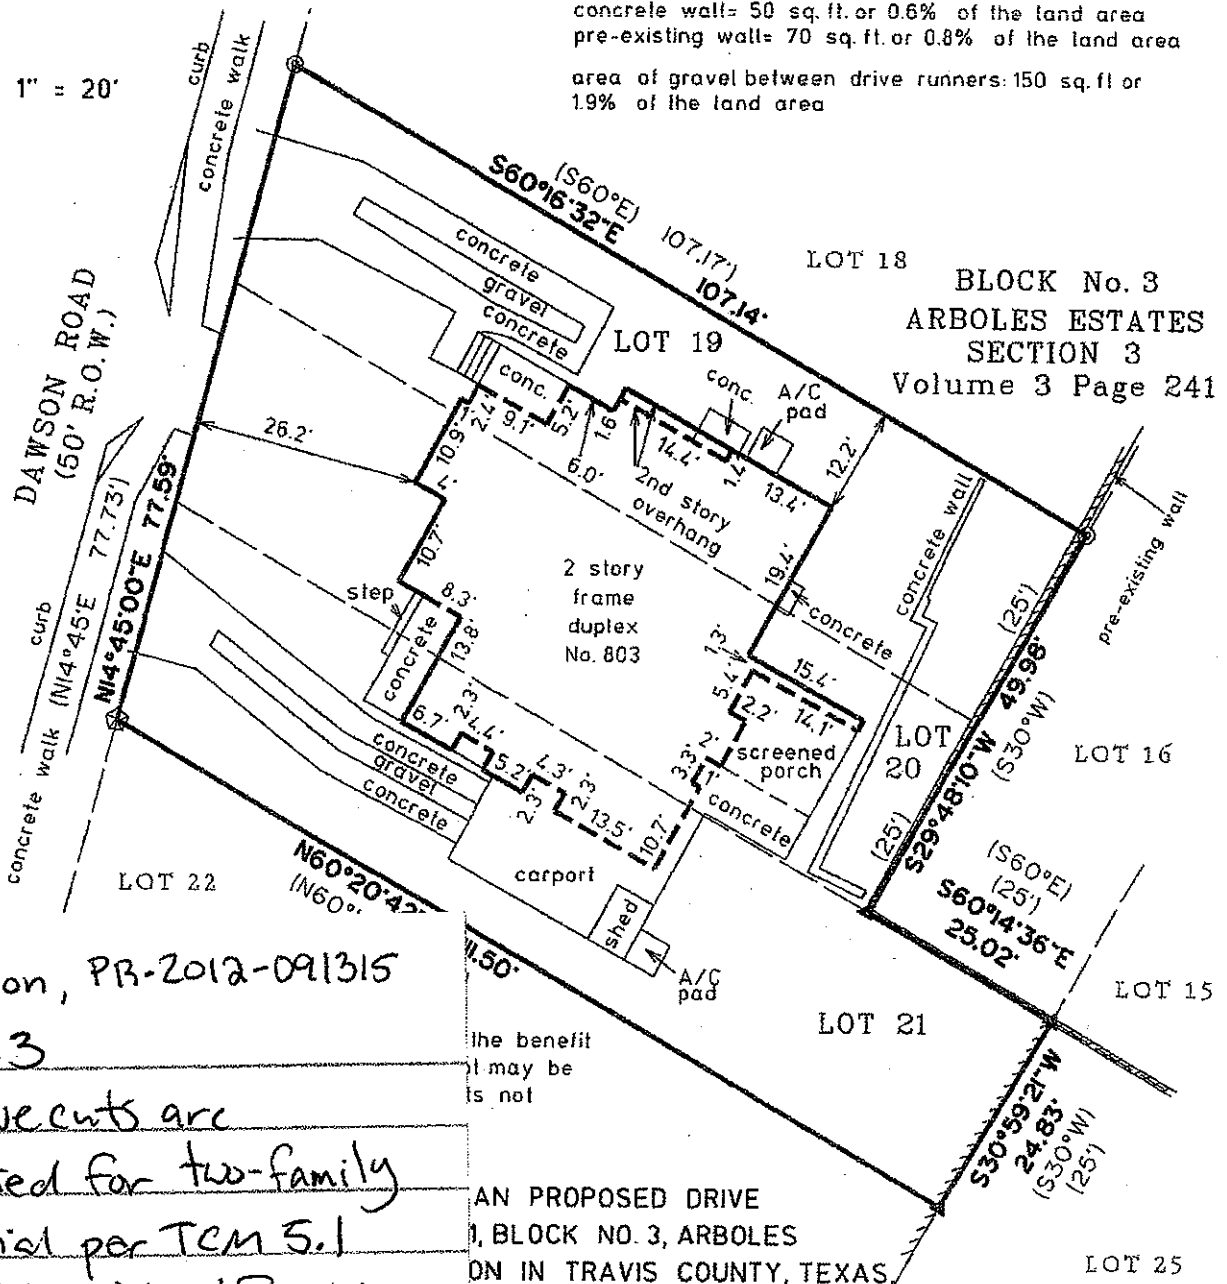 concrete wall= 50 sq. ft. or 0.6% of the land area
pre-existing wall= 70 sq. ft. or 0.8% of the land area
area of gravel between drive runners: 150 sq. ft or
1.9% of the land area
1" = 20'
curb
concrete walk
S60°16'32"E
(S60°E)
107.17')
107.14'
LOT 18
BLOCK No. 3
ARBOLES ESTATES
SECTION 3
Volume 3 Page 241
DAWSON ROAD
(50' R.O.W.)
concrete
gravel
concrete
LOT 19
conc.
conc.
A/C
pad
26.2'
10.9'
2.4'
9.1'
5.2'
6.0'
1.6'
14.4'
1.4'
13.4'
12.2'
2nd story
overhang
4'
10.7'
19.4'
concrete wall
pre-existing wall
N14°45'00"E 77.59'
(N14°45'E 77.73')
curb
concrete walk
step
8.3'
13.8'
concrete
2 story
frame
duplex
No. 803
concrete
1.3'
15.4'
5.4'
2.2'
14.1'
2'
3.3'
1'
screened
porch
concrete
LOT
20
(25')
(25')
S29°48'10"W 49.98'
(S30°W)
LOT 16
6.7'
2.3'
4.4'
5.2'
2.3'
4.3'
2.3'
13.5'
10.7'
concrete
gravel
concrete
carport
shed
A/C
pad
(S60°E)
(25')
S60°14'36"E
25.02'
LOT 15
LOT 22
N60°20'42"
(N60°
11.50'
LOT 21
S30°59'21"W
24.83'
(S30°W)
(25')
LOT 25
on, PR-2012-091315
3
ve cuts are
ed for two-family
ial per TCM 5.1
the benefit
t may be
ts not
AN PROPOSED DRIVE
1, BLOCK NO. 3, ARBOLES
ON IN TRAVIS COUNTY, TEXAS.